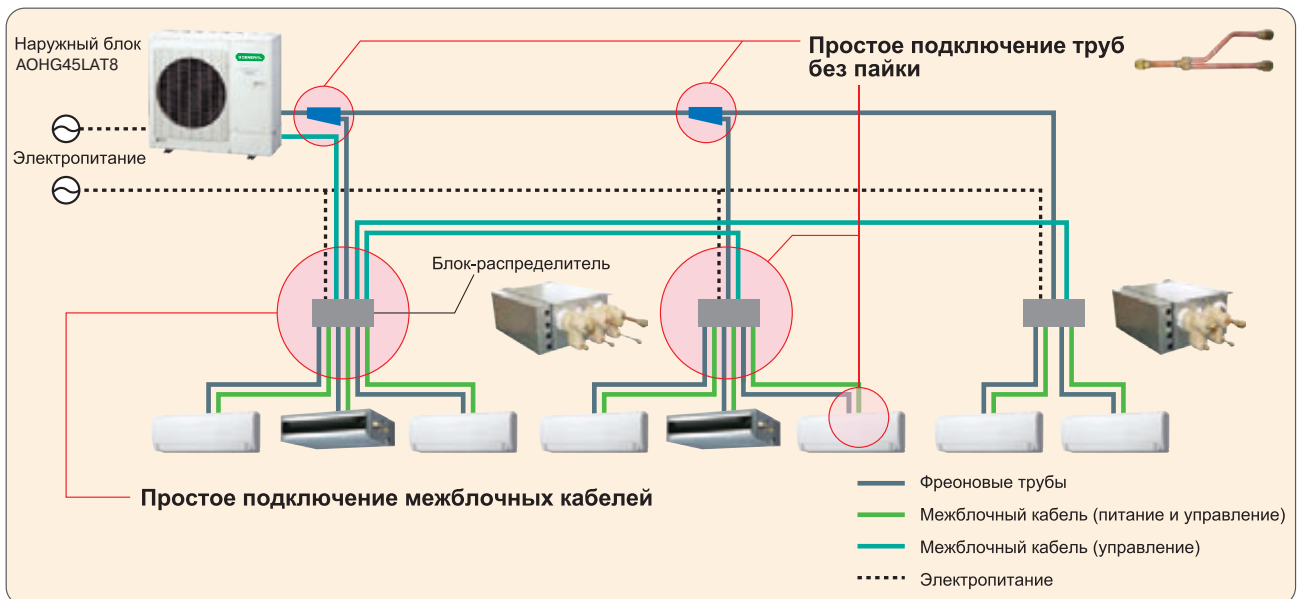 Наружный блок
AOHG45LAT8
GENERAL
Простое подключение труб
без пайки
Электропитание
Блок-распределитель
Простое подключение межблочных кабелей
Фреоновые трубы
Межблочный кабель (питание и управление)
Межблочный кабель (управление)
Электропитание